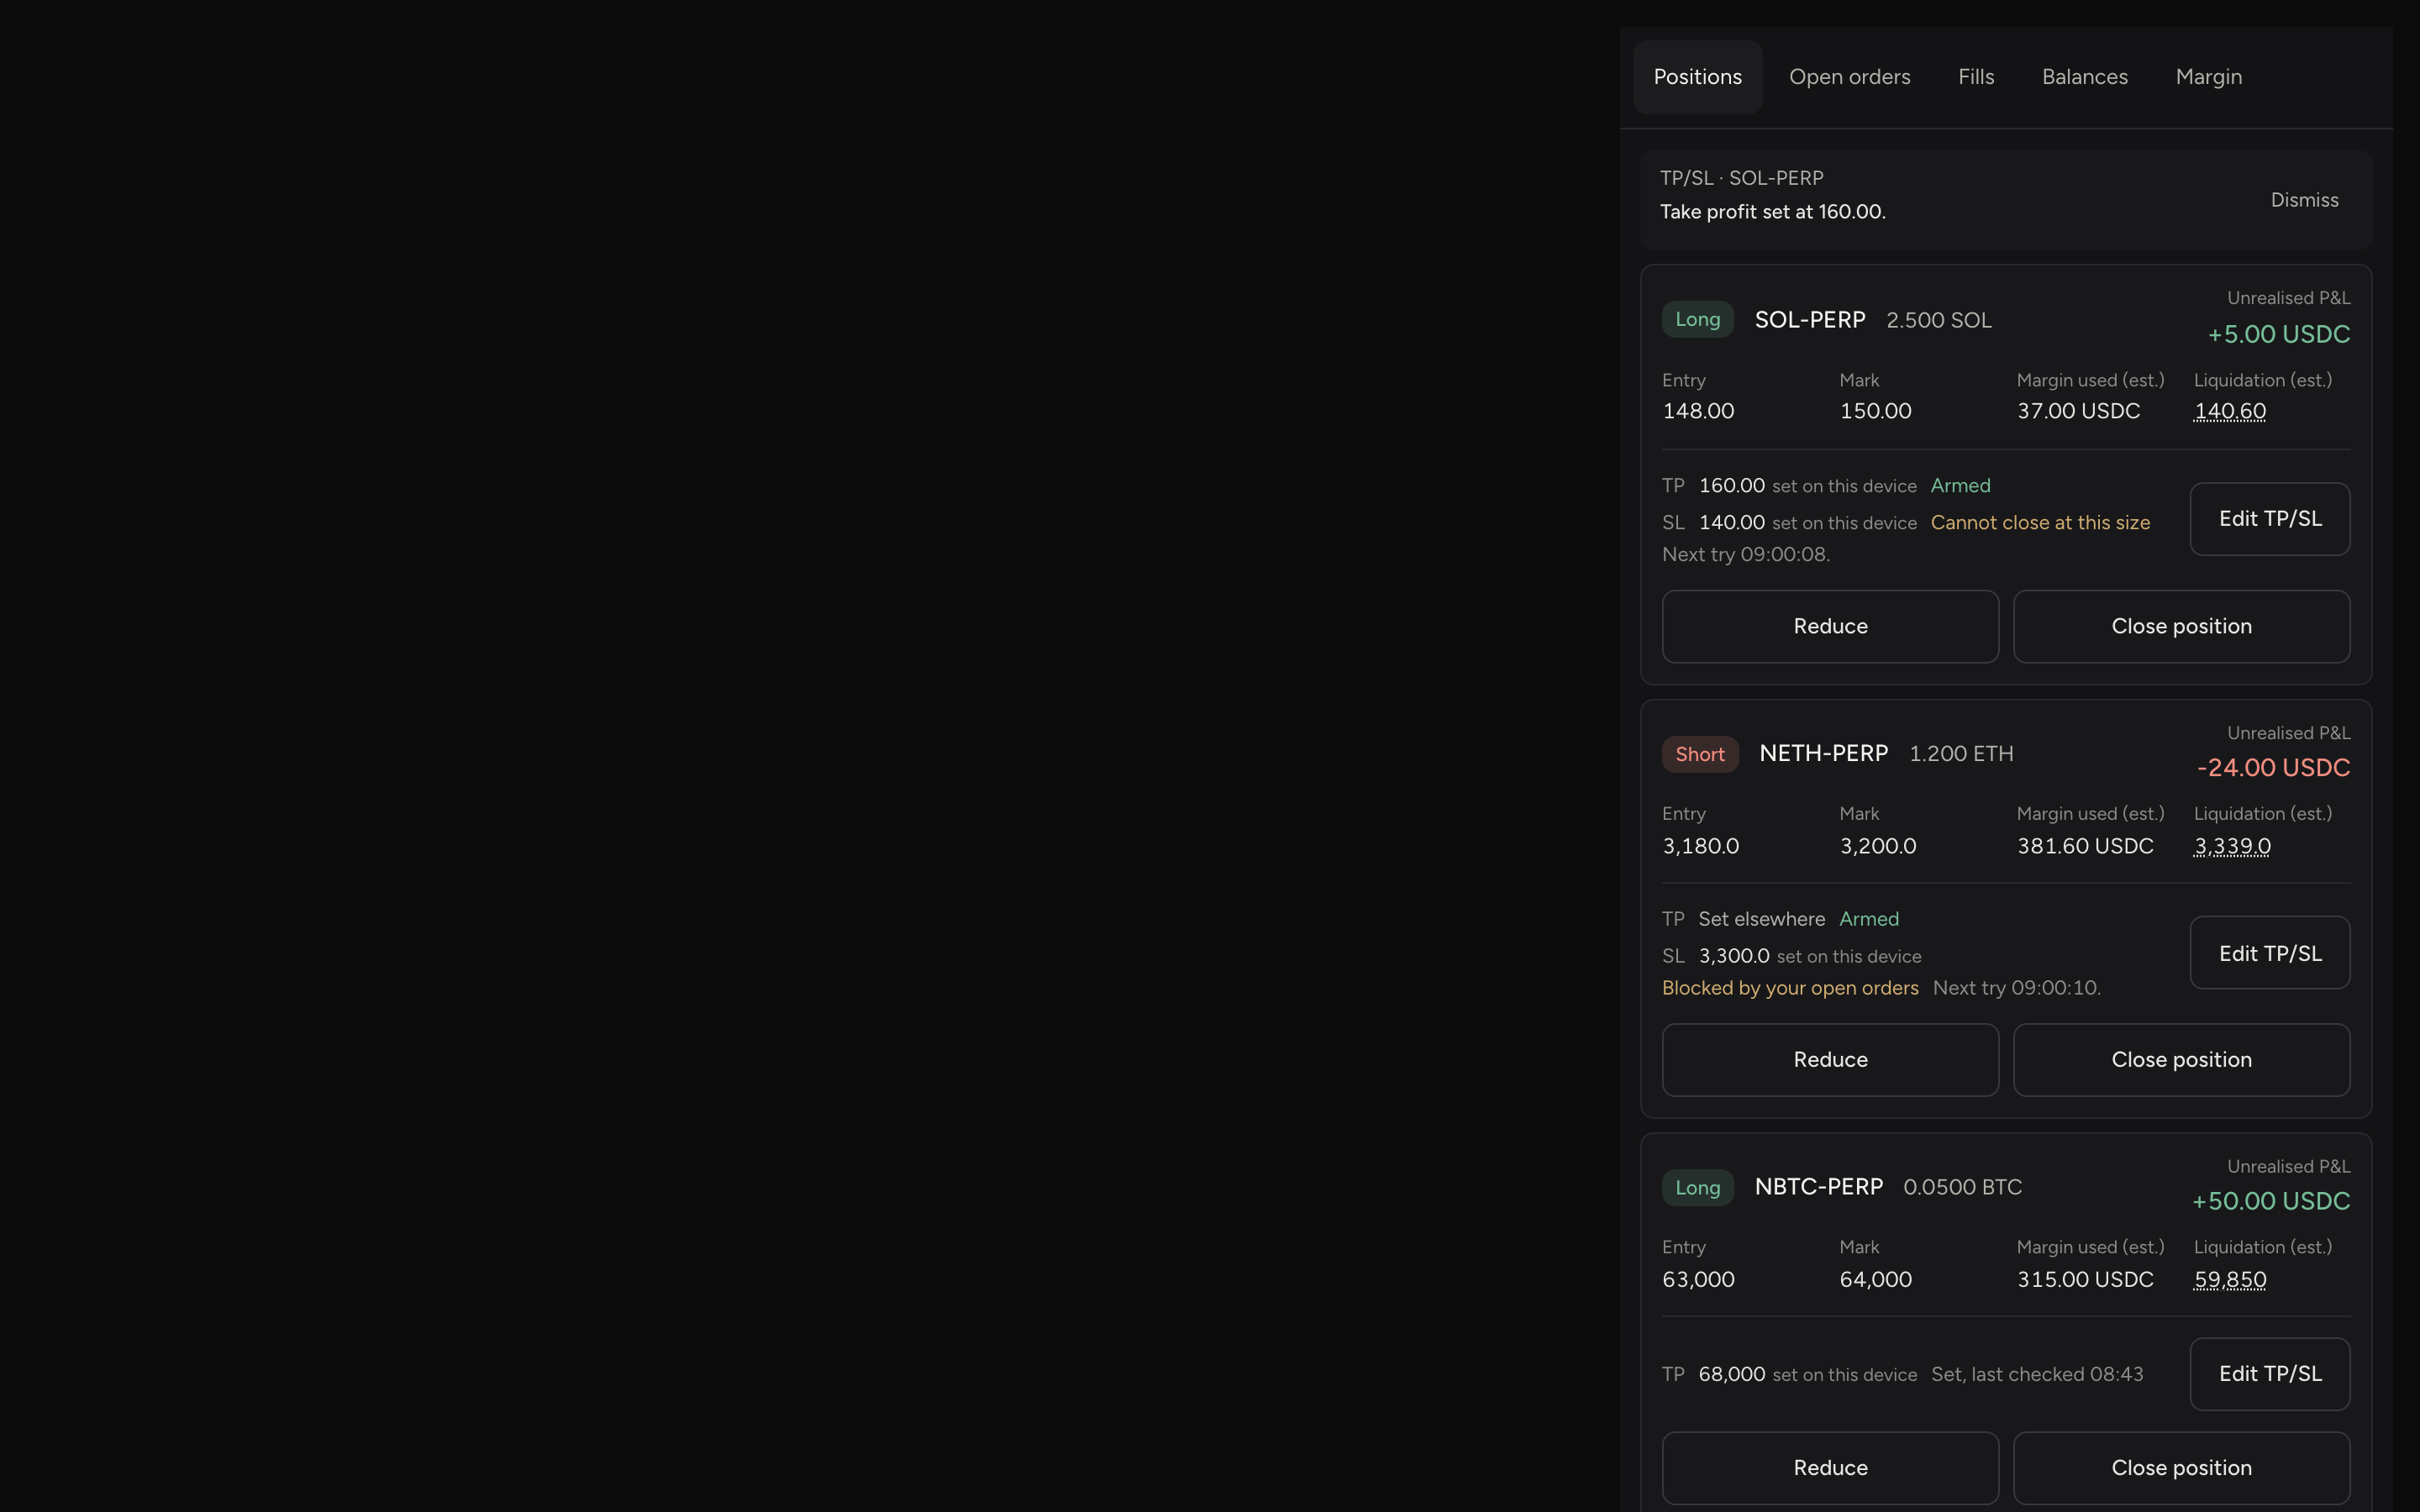 Positions Open orders Fills Balances Margin
TP/SL · SOL-PERP
Take profit set at 160.00.
Dismiss
Long SOL-PERP 2.500 SOL
Unrealised P&L
+5.00 USDC
Entry Mark Margin used (est.) Liquidation (est.)
148.00 150.00 37.00 USDC 140.60
TP 160.00 set on this device Armed
SL 140.00 set on this device Cannot close at this size
Next try 09:00:08.
Edit TP/SL
Reduce Close position
Short NETH-PERP 1.200 ETH
Unrealised P&L
-24.00 USDC
Entry Mark Margin used (est.) Liquidation (est.)
3,180.0 3,200.0 381.60 USDC 3,339.0
TP Set elsewhere Armed
SL 3,300.0 set on this device
Blocked by your open orders Next try 09:00:10.
Edit TP/SL
Reduce Close position
Long NBTC-PERP 0.0500 BTC
Unrealised P&L
+50.00 USDC
Entry Mark Margin used (est.) Liquidation (est.)
63,000 64,000 315.00 USDC 59,850
TP 68,000 set on this device Set, last checked 08:43
Edit TP/SL
Reduce Close position